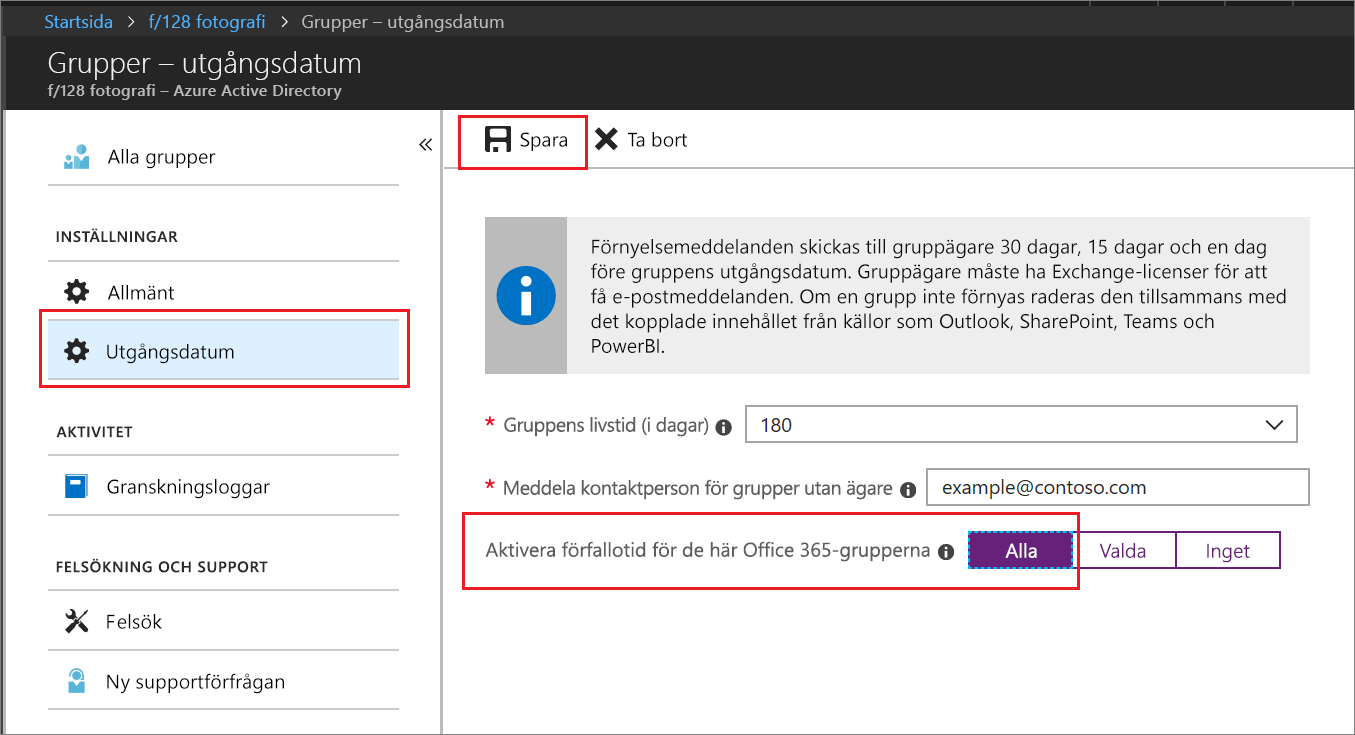 Startsida > f/128 fotografi > Grupper – utgångsdatum
Grupper – utgångsdatum
f/128 fotografi – Azure Active Directory
«
Alla grupper
INSTÄLLNINGAR
Allmänt
Utgångsdatum
AKTIVITET
Granskningsloggar
FELSÖKNING OCH SUPPORT
Felsök
Ny supportförfrågan
Spara Ta bort
Förnyelsemeddelanden skickas till gruppägare 30 dagar, 15 dagar och en dag
före gruppens utgångsdatum. Gruppägare måste ha Exchange-licenser för att
få e-postmeddelanden. Om en grupp inte förnyas raderas den tillsammans med
det kopplade innehållet från källor som Outlook, SharePoint, Teams och
PowerBI.
* Gruppens livstid (i dagar) 180
* Meddela kontaktperson för grupper utan ägare example@contoso.com
Aktivera förfallotid för de här Office 365-grupperna Alla Valda Inget